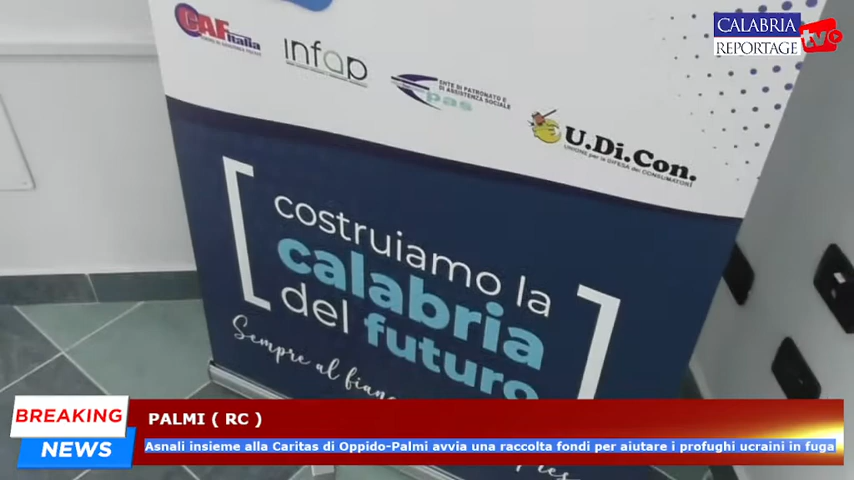 CALABRIA
REPORTAGE tv
CAF Italia
infap
ENTE DI PATRONATO E
DI ASSISTENZA SOCIALE
epas
U.Di.Con.
UNIONE per la DIFESA dei CONSUMATORI
costruiamo la
calabria
del futuro
Sempre al
BREAKING
NEWS
PALMI ( RC )
Asnali insieme alla Caritas di Oppido-Palmi avvia una raccolta fondi per aiutare i profughi ucraini in fuga